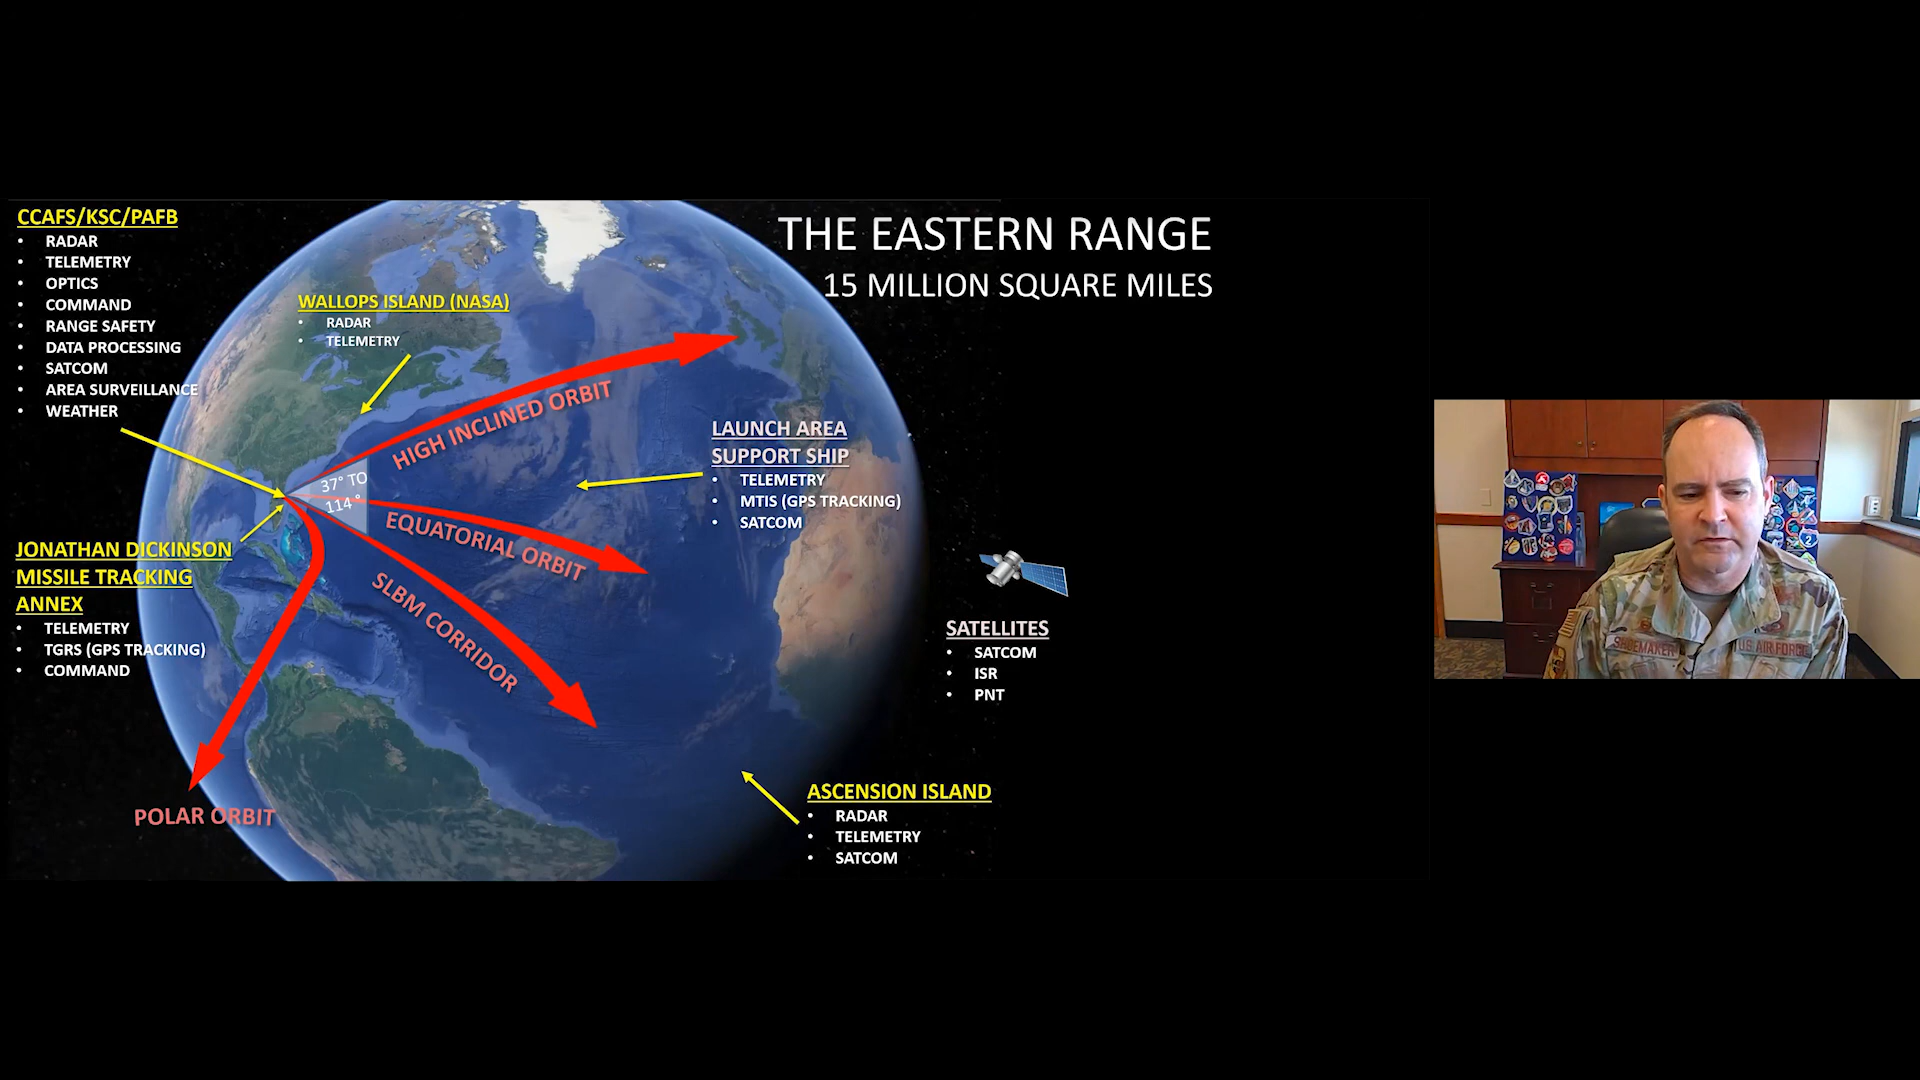 THE EASTERN RANGE
15 MILLION SQUARE MILES
CCAFS/KSC/PAFB
• RADAR
• TELEMETRY
• OPTICS
• COMMAND
• RANGE SAFETY
• DATA PROCESSING
• SATCOM
• AREA SURVEILLANCE
• WEATHER
WALLOPS ISLAND (NASA)
• RADAR
• TELEMETRY
HIGH INCLINED ORBIT
37° TO
114°
EQUATORIAL ORBIT
SLBM CORRIDOR
POLAR ORBIT
LAUNCH AREA
SUPPORT SHIP
• TELEMETRY
• MTIS (GPS TRACKING)
• SATCOM
JONATHAN DICKINSON
MISSILE TRACKING
ANNEX
• TELEMETRY
• TGRS (GPS TRACKING)
• COMMAND
SATELLITES
• SATCOM
• ISR
• PNT
ASCENSION ISLAND
• RADAR
• TELEMETRY
• SATCOM
SHOEMAKER
US AIR FORCE